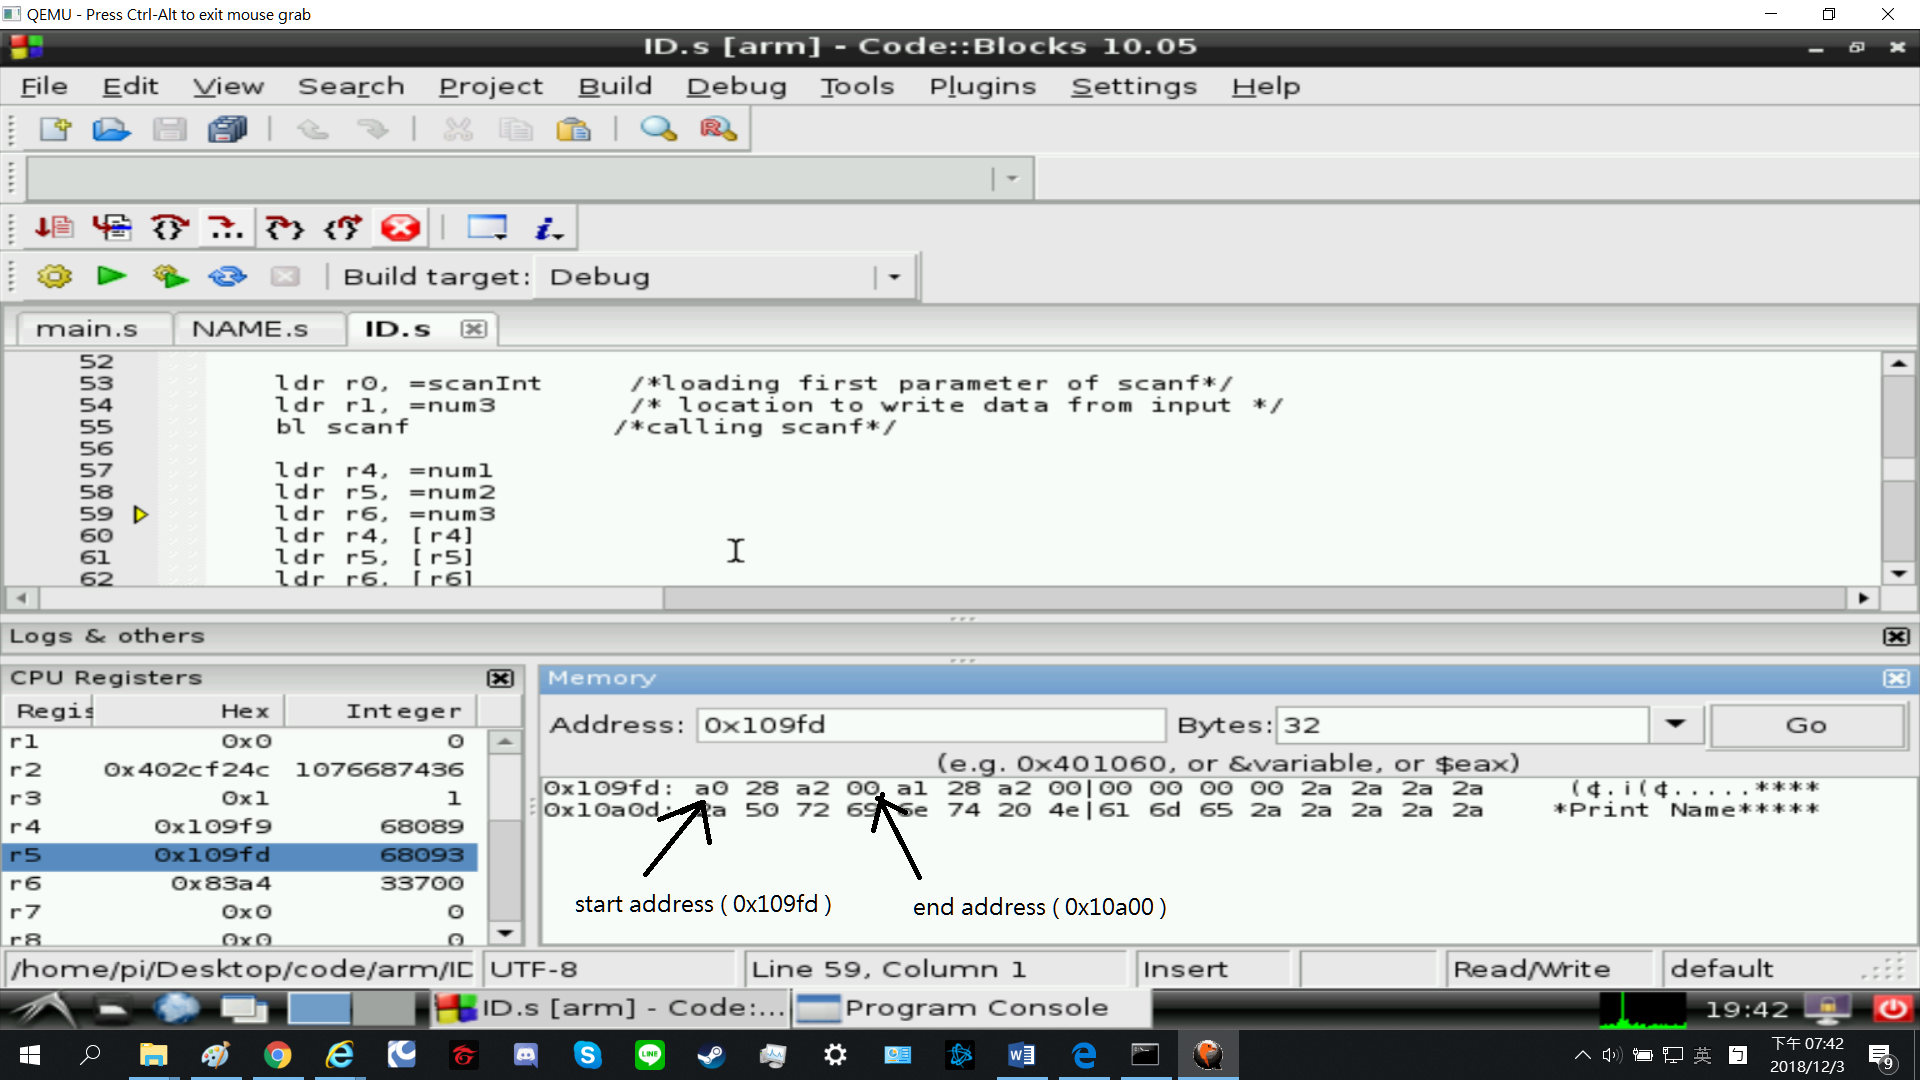 QEMU - Press Ctrl-Alt to exit mouse grab
ID.s [arm] - Code::Blocks 10.05
File Edit View Search Project Build Debug Tools Plugins Settings Help
Build target: Debug
main.s NAME.s ID.s
52
53 ldr r0, =scanInt /*loading first parameter of scanf*/
54 ldr r1, =num3 /* location to write data from input */
55 bl scanf /*calling scanf*/
56
57 ldr r4, =num1
58 ldr r5, =num2
59 ldr r6, =num3
60 ldr r4, [r4]
61 ldr r5, [r5]
62 ldr r6, [r6]
Logs & others
CPU Registers
Regis Hex Integer
r1 0x0 0
r2 0x402cf24c 1076687436
r3 0x1 1
r4 0x109f9 68089
r5 0x109fd 68093
r6 0x83a4 33700
r7 0x0 0
r8 0x0 0
Memory
Address: 0x109fd Bytes: 32 Go
(e.g. 0x401060, or &variable, or $eax)
0x109fd: a0 28 a2 00 a1 28 a2 00|00 00 00 00 2a 2a 2a 2a (¢.i(¢.....****
0x10a0d: 2a 50 72 69 6e 74 20 4e|61 6d 65 2a 2a 2a 2a 2a *Print Name*****
start address ( 0x109fd )
end address ( 0x10a00 )
/home/pi/Desktop/code/arm/ID UTF-8 Line 59, Column 1 Insert Read/Write default
ID.s [arm] - Code:... Program Console 19:42
英 下午 07:42
2018/12/3
9